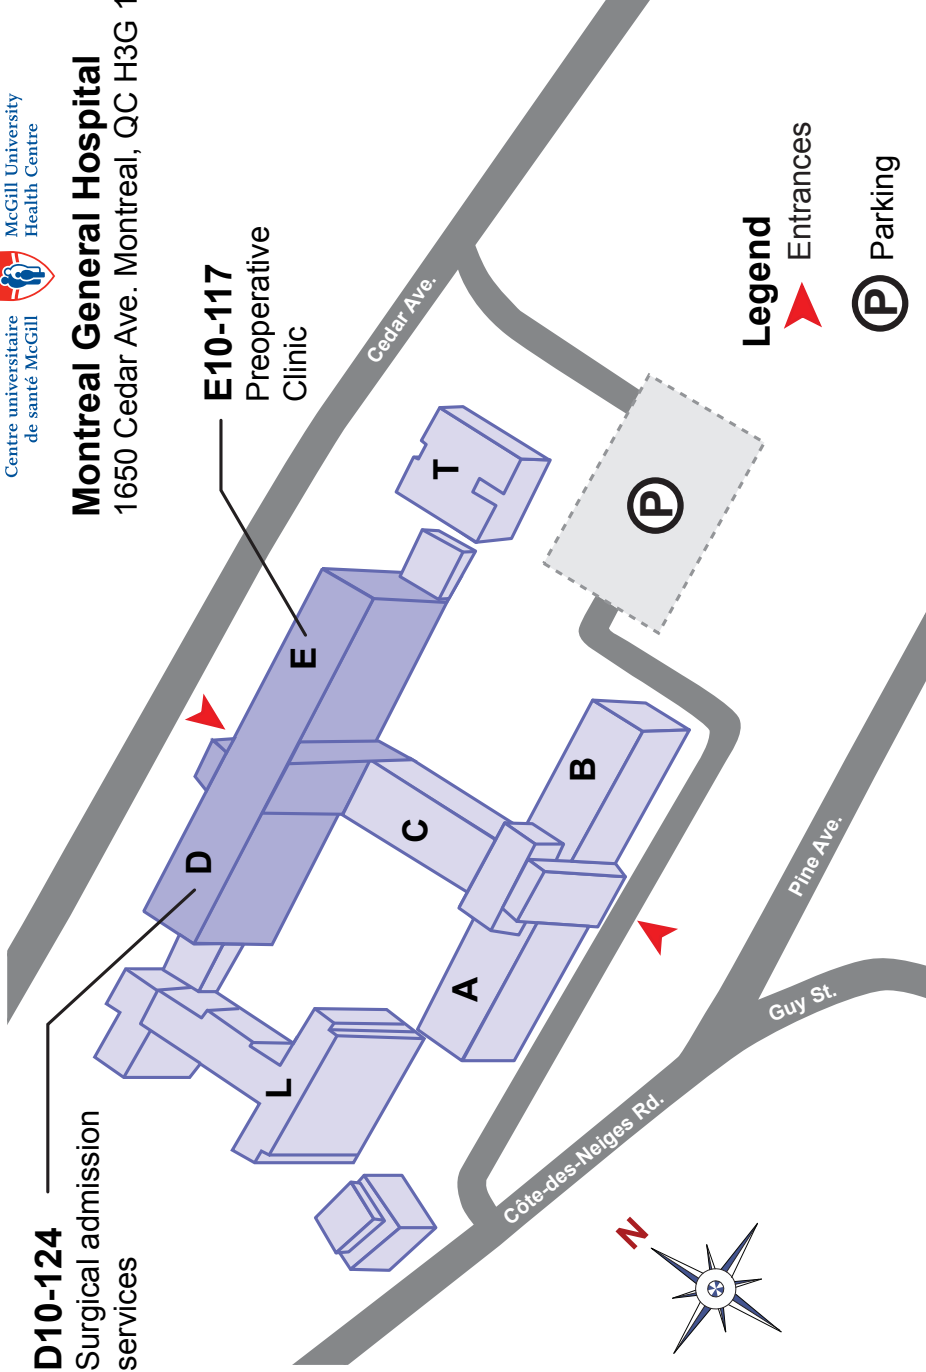 Centre universitaire
de santé McGill
McGill University
Health Centre
Montreal General Hospital
1650 Cedar Ave. Montreal, QC H3G 1
D10-124
Surgical admission
services
E10-117
Preoperative
Clinic
Cedar Ave.
D
E
T
L
C
A
B
P
Côte-des-Neiges Rd.
Pine Ave.
Guy St.
N
Legend
Entrances
P Parking